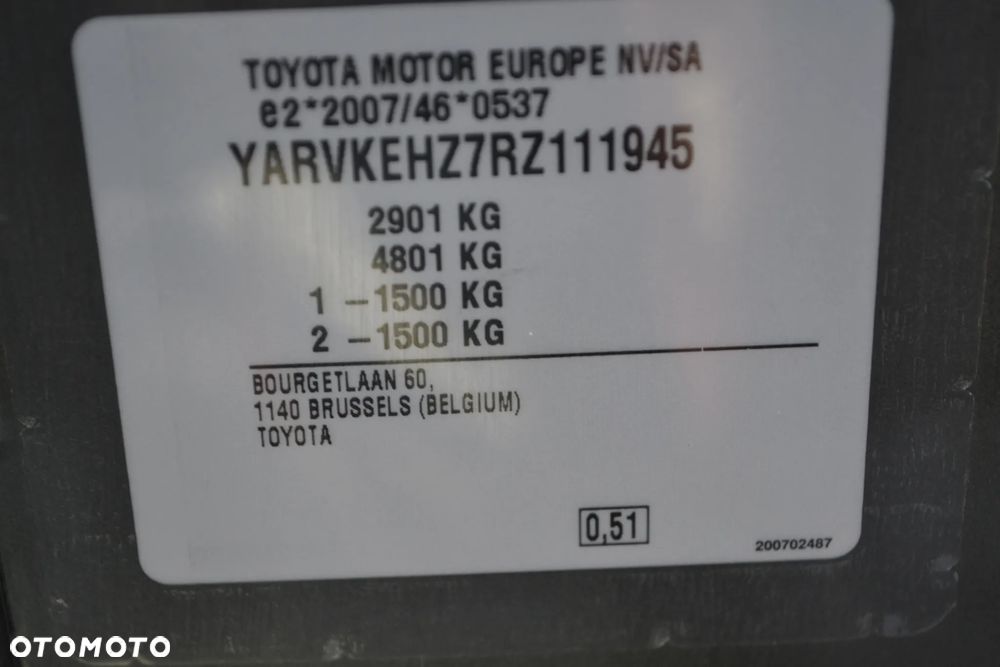 TOYOTA MOTOR EUROPE NV/SA
e2*2007/46*0537
YARVKEHZ7RZ111945
2901 KG
4801 KG
1 - 1500 KG
2 - 1500 KG
BOURGETLAAN 60,
1140 BRUSSELS (BELGIUM)
TOYOTA
0,51
200702487
OTOMOTO